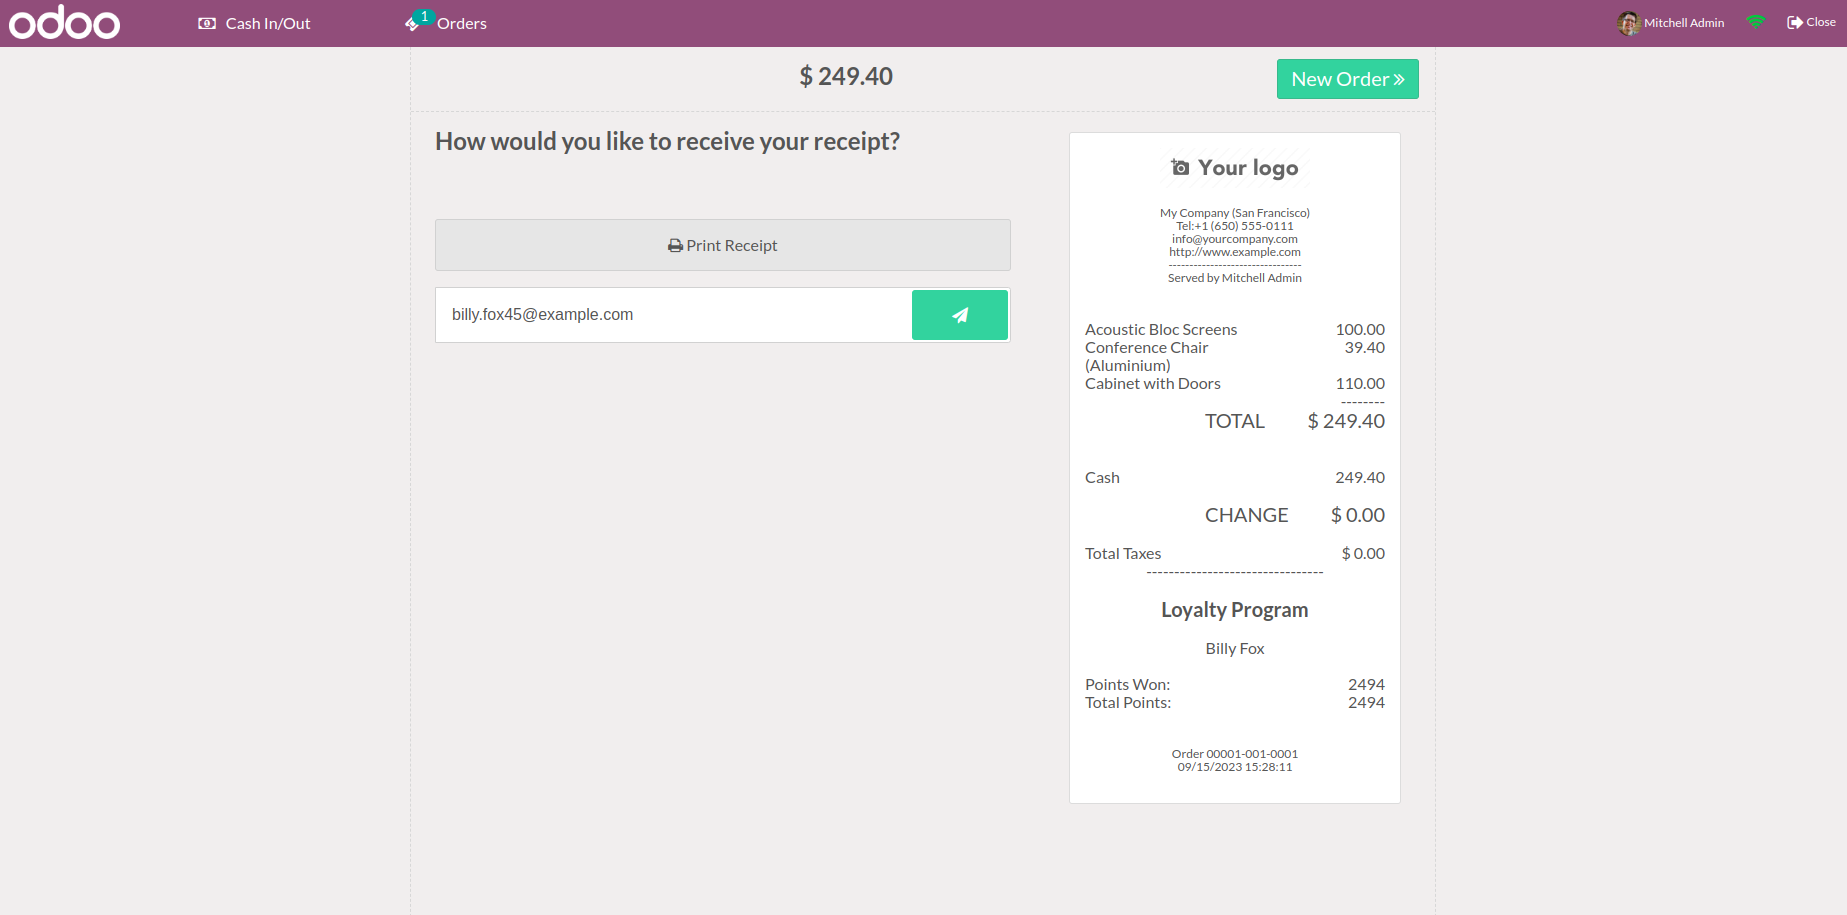 odoo
Cash In/Out
1
Orders
Mitchell Admin
Close
$ 249.40
New Order
How would you like to receive your receipt?
Print Receipt
billy.fox45@example.com
Your logo
My Company (San Francisco)
Tel:+1 (650) 555-0111
info@yourcompany.com
http://www.example.com
--------------------------------
Served by Mitchell Admin
Acoustic Bloc Screens 100.00
Conference Chair 39.40
(Aluminium)
Cabinet with Doors 110.00
--------
TOTAL $ 249.40
Cash 249.40
CHANGE $ 0.00
Total Taxes $ 0.00
--------------------------------
Loyalty Program
Billy Fox
Points Won: 2494
Total Points: 2494
Order 00001-001-0001
09/15/2023 15:28:11